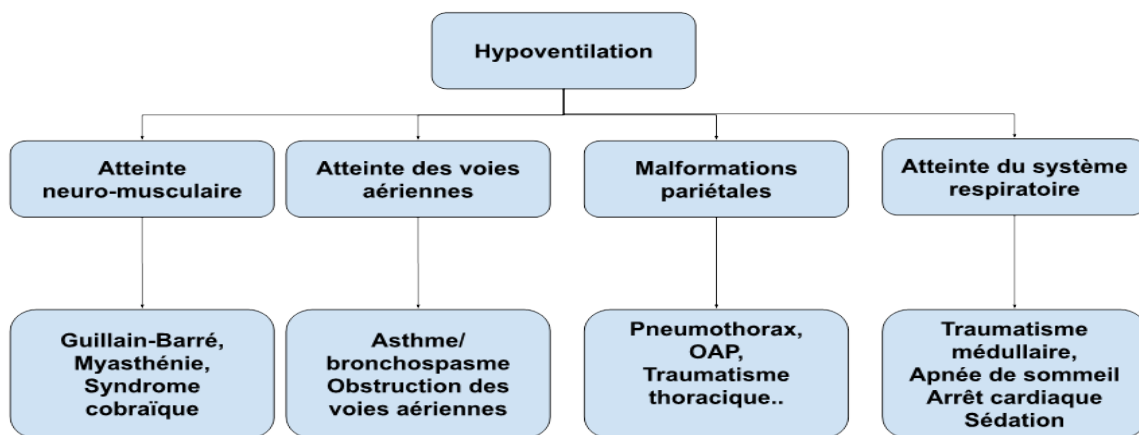 Hypoventilation
Atteinte
neuro-musculaire
Atteinte des voies
aériennes
Malformations
pariétales
Atteinte du système
respiratoire
Guillain-Barré,
Myasthénie,
Syndrome
cobraïque
Asthme/
bronchospasme
Obstruction des
voies aériennes
Pneumothorax,
OAP,
Traumatisme
thoracique..
Traumatisme
médullaire,
Apnée de sommeil
Arrêt cardiaque
Sédation